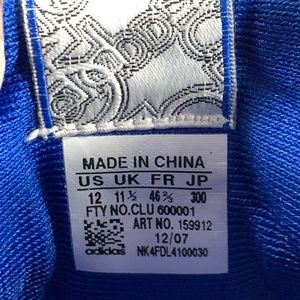 MADE IN CHINA
US UK FR JP
12 11½ 46⅔ 300
FTY NO.CLU 600001
ART NO. 159912
12/07
adidas NK4FDL4100030